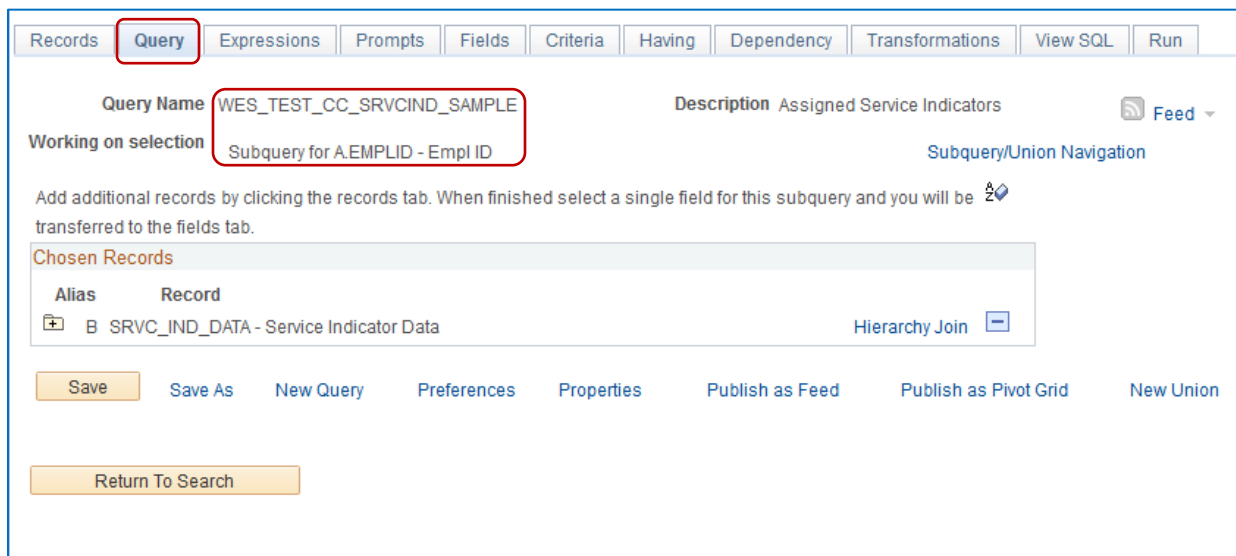 Records Query Expressions Prompts Fields Criteria Having Dependency Transformations View SQL Run
Query Name WES_TEST_CC_SRVCIND_SAMPLE Description Assigned Service Indicators Feed
Working on selection Subquery for A.EMPLID - Empl ID Subquery/Union Navigation
Add additional records by clicking the records tab. When finished select a single field for this subquery and you will be
transferred to the fields tab.
Chosen Records
Alias Record
B SRVC_IND_DATA - Service Indicator Data Hierarchy Join
Save Save As New Query Preferences Properties Publish as Feed Publish as Pivot Grid New Union
Return To Search